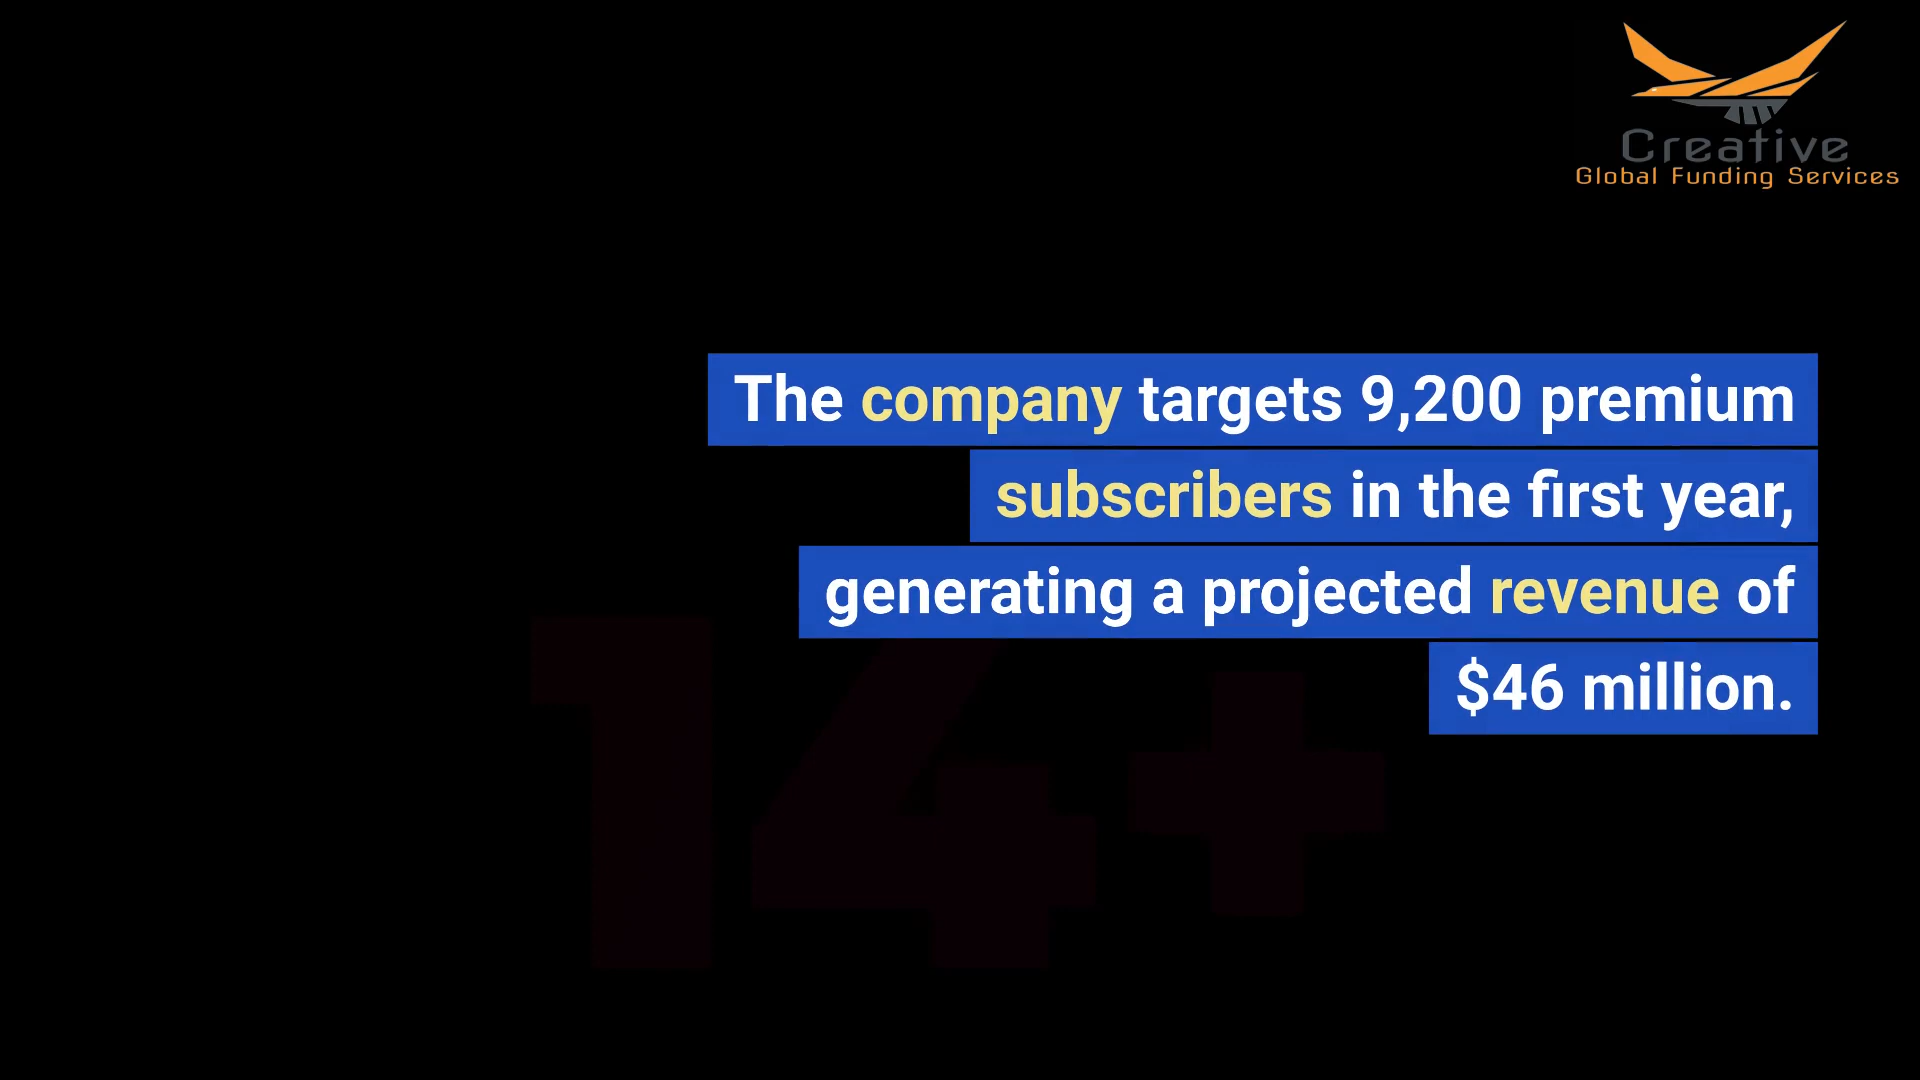 Creative
Global Funding Services
The company targets 9,200 premium
subscribers in the first year,
generating a projected revenue of
$46 million.
14+